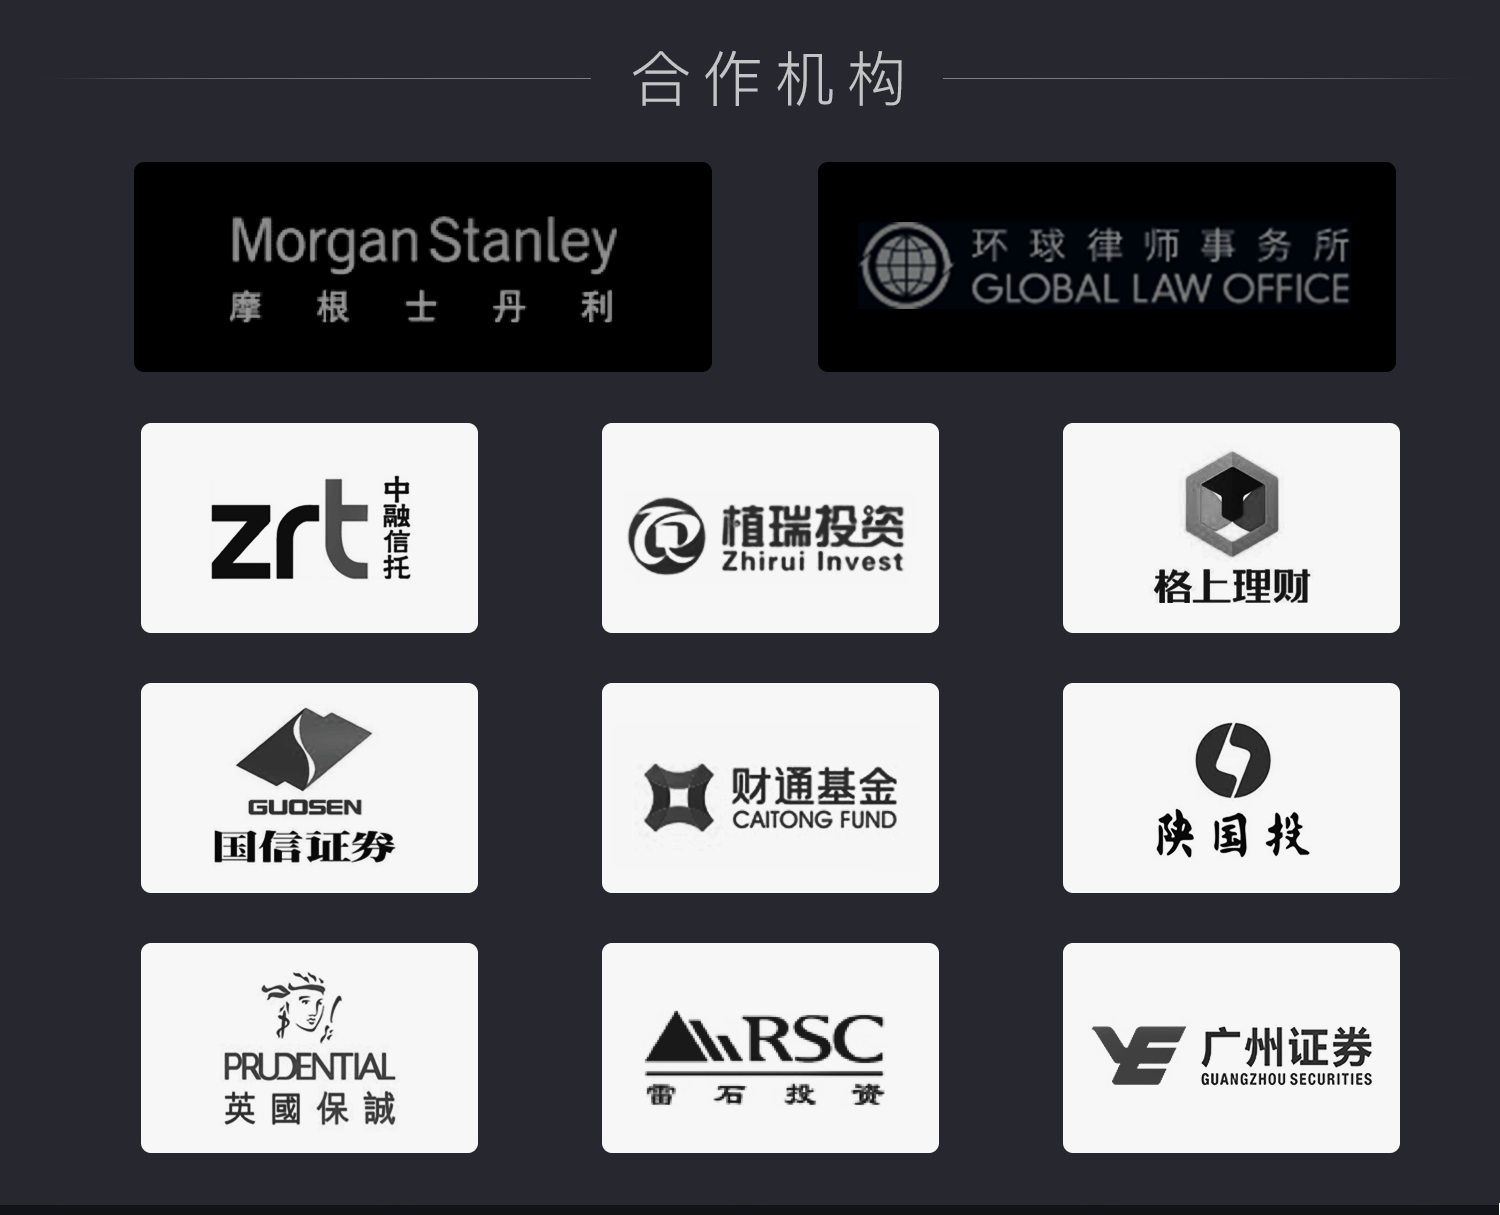 合作机构
Morgan Stanley
摩根士丹利
环球律师事务所
GLOBAL LAW OFFICE
zrt
中融信托
植瑞投资
Zhirui Invest
格上理财
GUOSEN
国信证券
财通基金
CAITONG FUND
陕国投
PRUDENTIAL
英國保誠
RSC
雷石投资
广州证券
GUANGZHOU SECURITIES